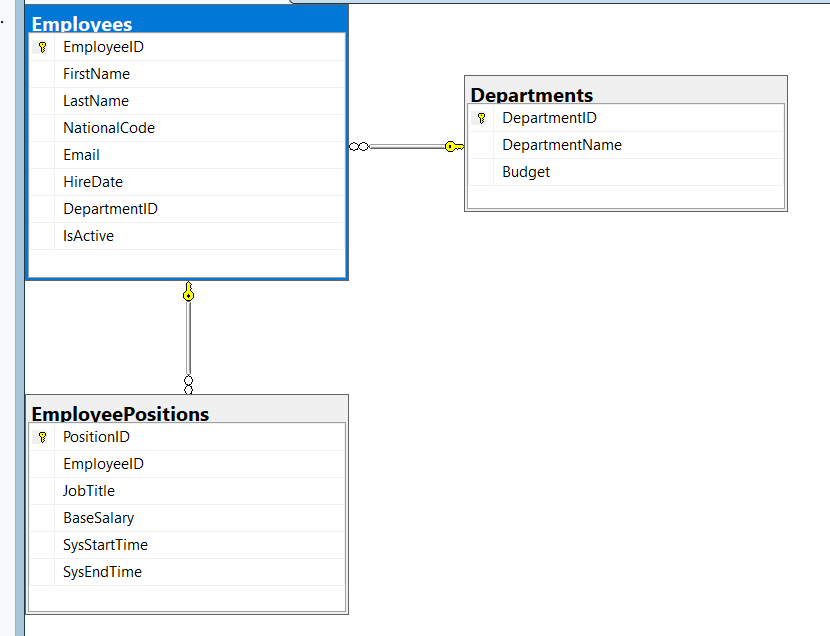 Employees
EmployeeID
FirstName
LastName
NationalCode
Email
HireDate
DepartmentID
IsActive
Departments
DepartmentID
DepartmentName
Budget
EmployeePositions
PositionID
EmployeeID
JobTitle
BaseSalary
SysStartTime
SysEndTime